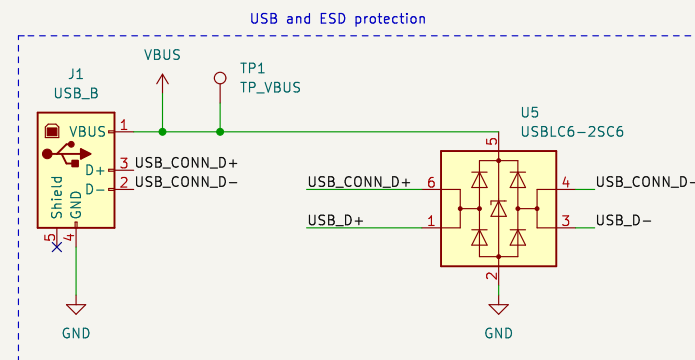 USB and ESD protection
VBUS
J1
USB_B
TP1
TP_VBUS
U5
USBLC6-2SC6
VBUS 1
5
D+ 3 USB_CONN_D+
D- 2 USB_CONN_D-
Shield
GND
5
4
USB_CONN_D+ 6
4 USB_CONN_D-
USB_D+ 1
3 USB_D-
2
GND
GND